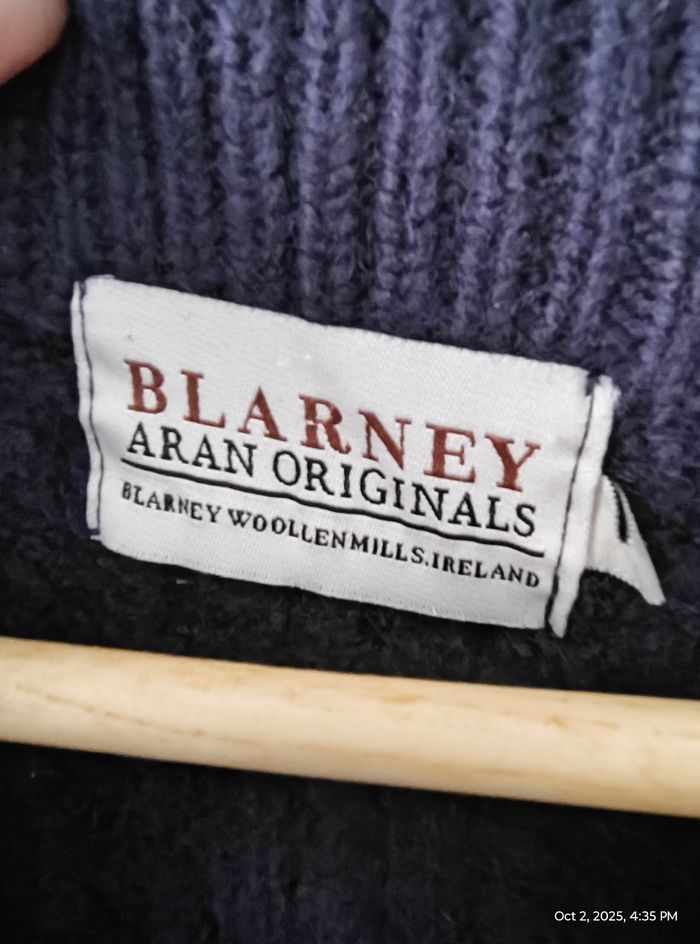 BLARNEY
ARAN ORIGINALS
BLARNEY WOOLLENMILLS.IRELAND
Oct 2, 2025, 4:35 PM